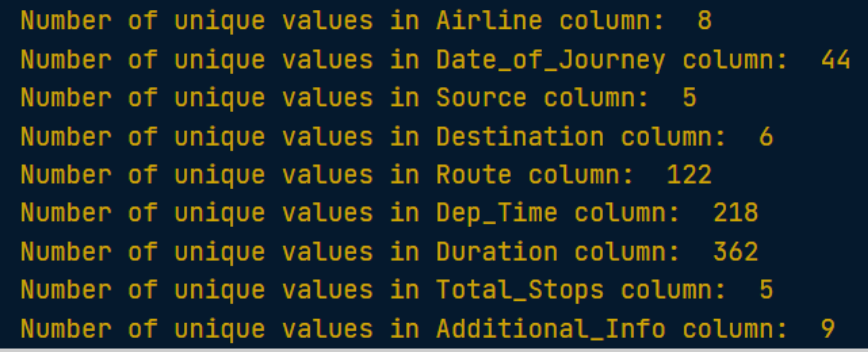 Number of unique values in Airline column:  8
Number of unique values in Date_of_Journey column:  44
Number of unique values in Source column:  5
Number of unique values in Destination column:  6
Number of unique values in Route column:  122
Number of unique values in Dep_Time column:  218
Number of unique values in Duration column:  362
Number of unique values in Total_Stops column:  5
Number of unique values in Additional_Info column:  9